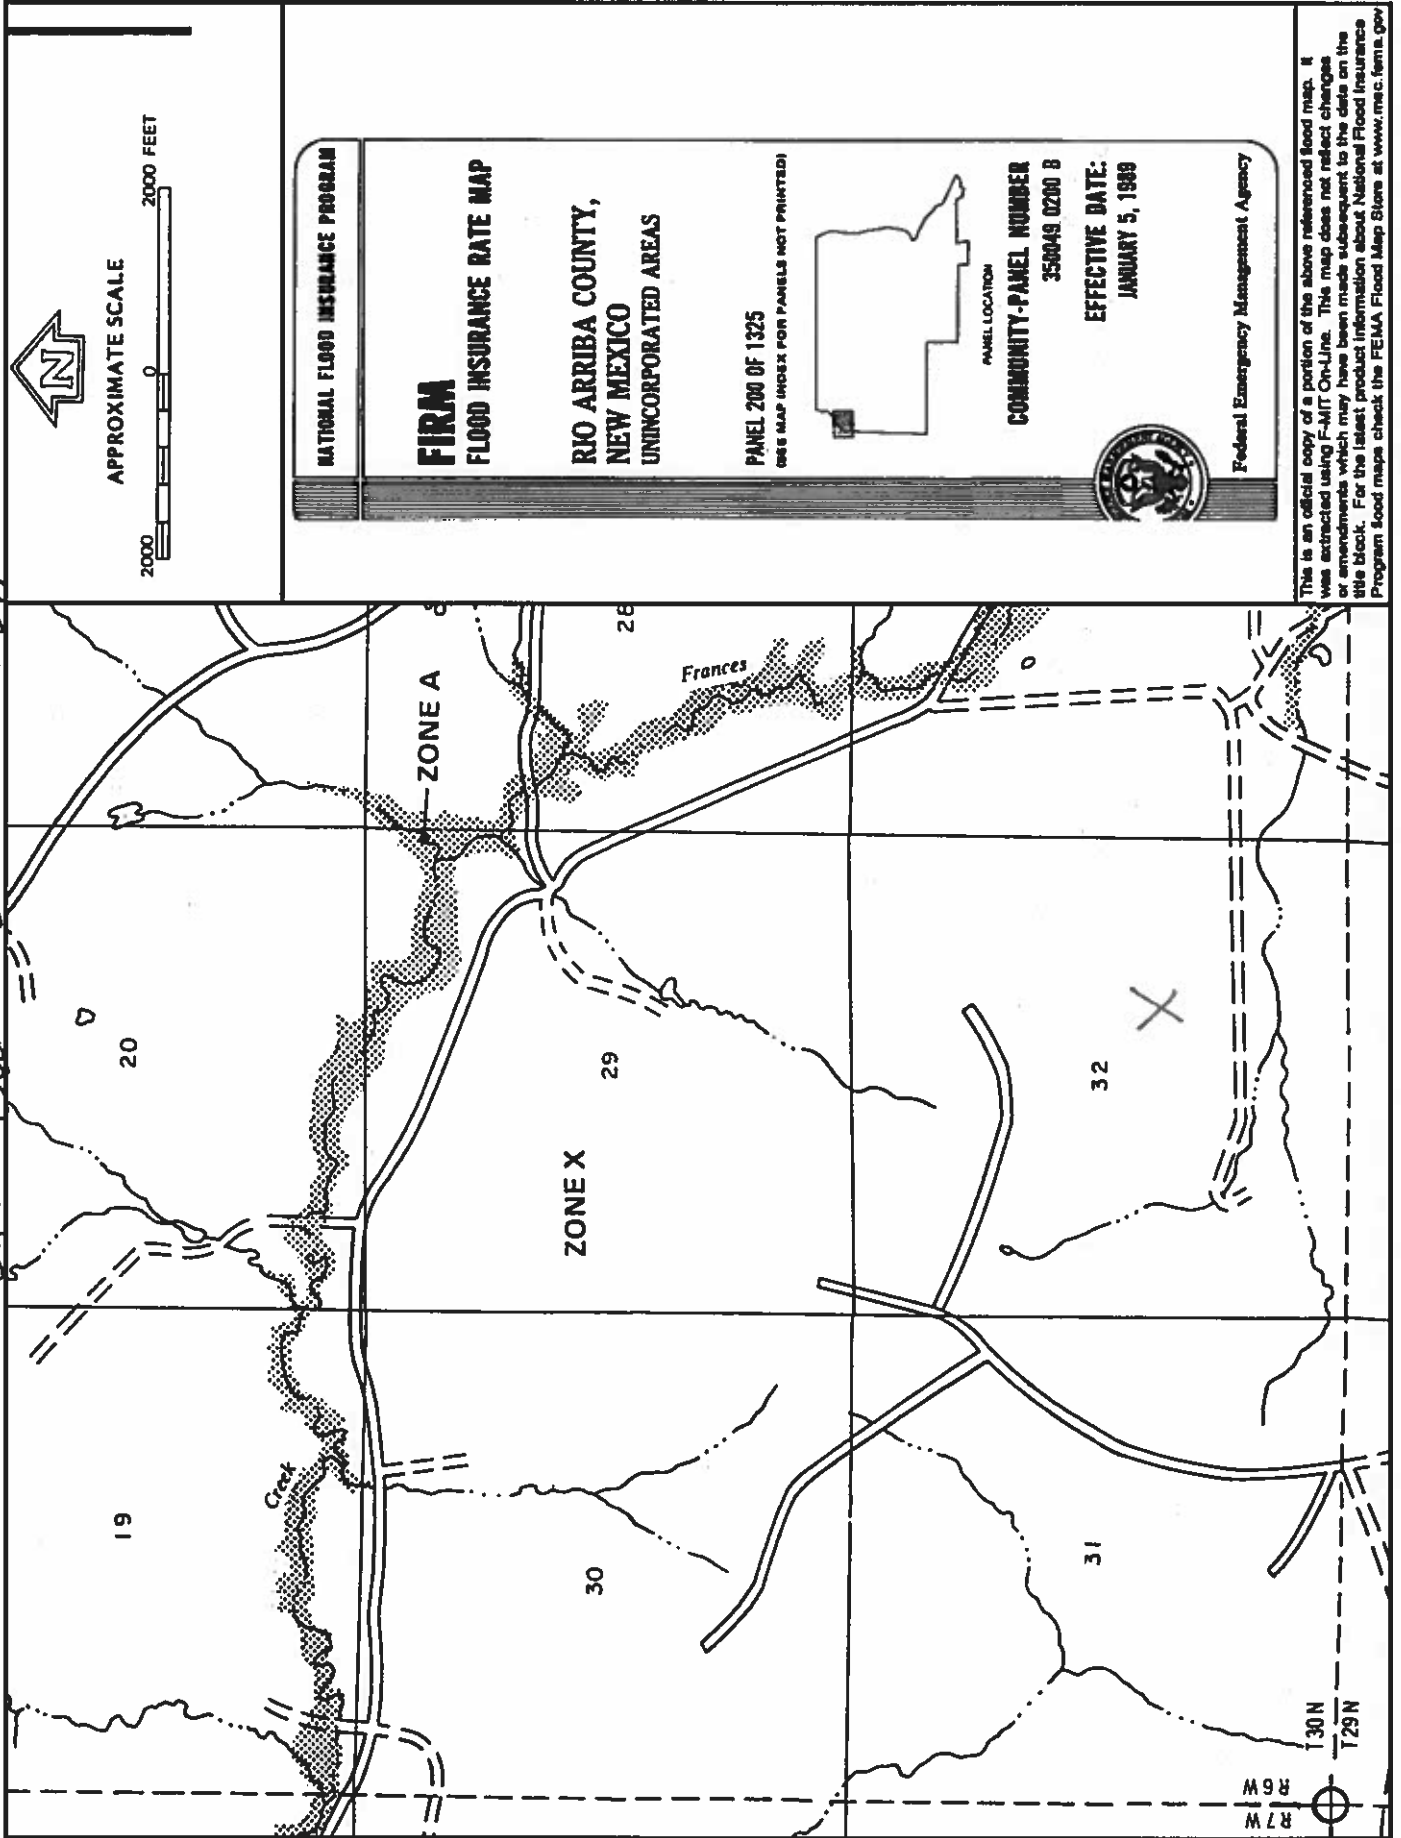 APPROXIMATE SCALE
2000 0 2000 FEET
N
NATIONAL FLOOD INSURANCE PROGRAM
FIRM
FLOOD INSURANCE RATE MAP
RIO ARRIBA COUNTY,
NEW MEXICO
UNINCORPORATED AREAS
PANEL 200 OF 1325
(SEE MAP INDEX FOR PANELS NOT PRINTED)
PANEL LOCATION
COMMUNITY-PANEL NUMBER
350049 0200 B
EFFECTIVE DATE:
JANUARY 5, 1989
Federal Emergency Management Agency
This is an official copy of a portion of the above referenced flood map. It
was extracted using F-MIT On-Line. This map does not reflect changes
or amendments which may have been made subsequent to the date on the
title block. For the latest product information about National Flood Insurance
Program flood maps check the FEMA Flood Map Store at www.msc.fema.gov
19
20
Creek
ZONE A
28
Frances
29
30
ZONE X
31
32
T30N
T29N
R7W
R6W